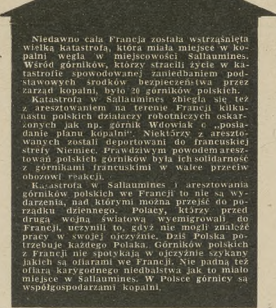 Niedawno cała Francja została wstrząśnięta
wielką katastrofą, która miała miejsce w ko-
palni węgla w miejscowości Sallaumines.
Wśród górników, którzy stracili życie w ka-
tastrofie spowodowanej zaniedbaniem pod-
stawowych środków bezpieczeństwa przez
zarząd kopalni, było 20 górników polskich.
Katastrofa w Sallaumines zbiegła się też
z aresztowaniem na terenie Francji kilku-
nastu polskich działaczy robotniczych oskar-
żonych jak np. górnik Wdowiak o „posia-
danie planu kopalni”. Niektórzy z areszto-
wanych zostali deportowani do francuskiej
strefy Niemiec. Prawdziwym powodem areszt-
towań polskich górników była ich solidarność
z górnikami francuskimi w walce przeciw
obozowi reakcji.
Katastrofa w Sallaumines i aresztowania
górników polskich we Francji to nie są wy-
darzenia, nad którymi można przejść do po-
rządku dziennego. Polacy, którzy przed
drugą wojną światową wyemigrowali do
Francji, uczynili to, gdyż nie mogli znaleźć
pracy w swojej ojczyźnie. Dziś Polska po-
trzebuje każdego Polaka. Górników polskich
z Francji nie spotykają w ojczyźnie szykany
jakich są ofiarami we Francji. Nie padną też
ofiarą karygodnego niedbalstwa jak to miało
miejsce w Sallaumines. W Polsce górnicy są
współgospodarzami kopalni.